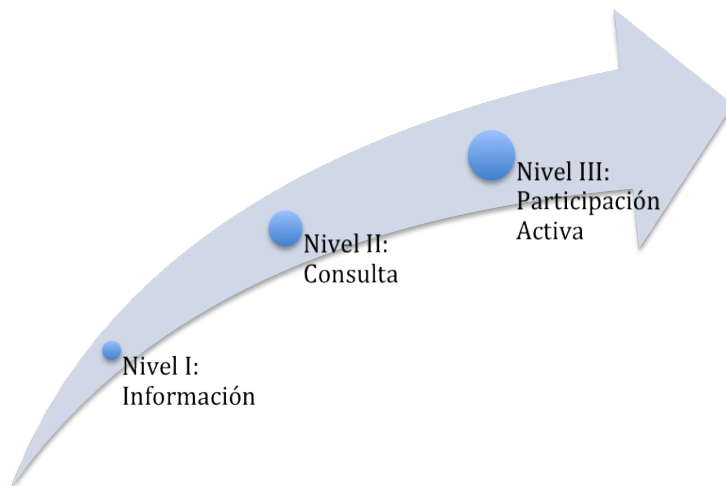 Nivel I:
Información
Nivel II:
Consulta
Nivel III:
Participación
Activa